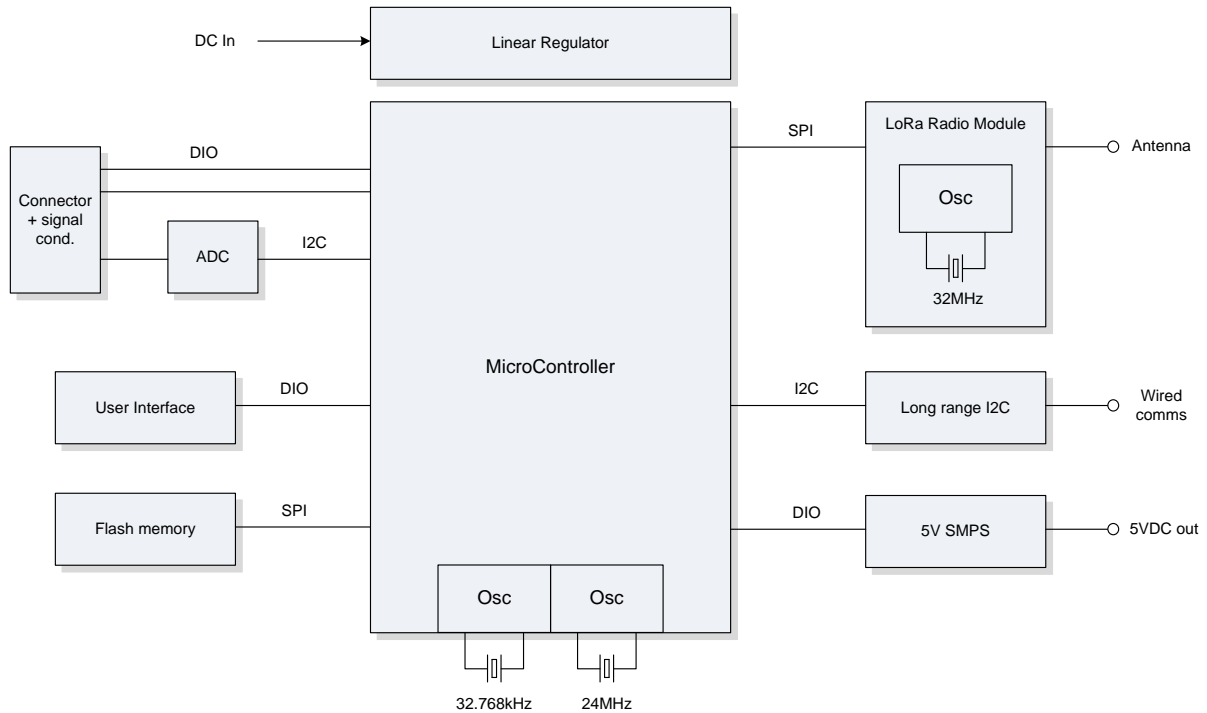 DC In
Linear Regulator
SPI
LoRa Radio Module
Antenna
DIO
Connector
+ signal
cond.
Osc
ADC
I2C
32MHz
MicroController
User Interface
DIO
I2C
Long range I2C
Wired
comms
Flash memory
SPI
DIO
5V SMPS
5VDC out
Osc
Osc
32.768kHz
24MHz